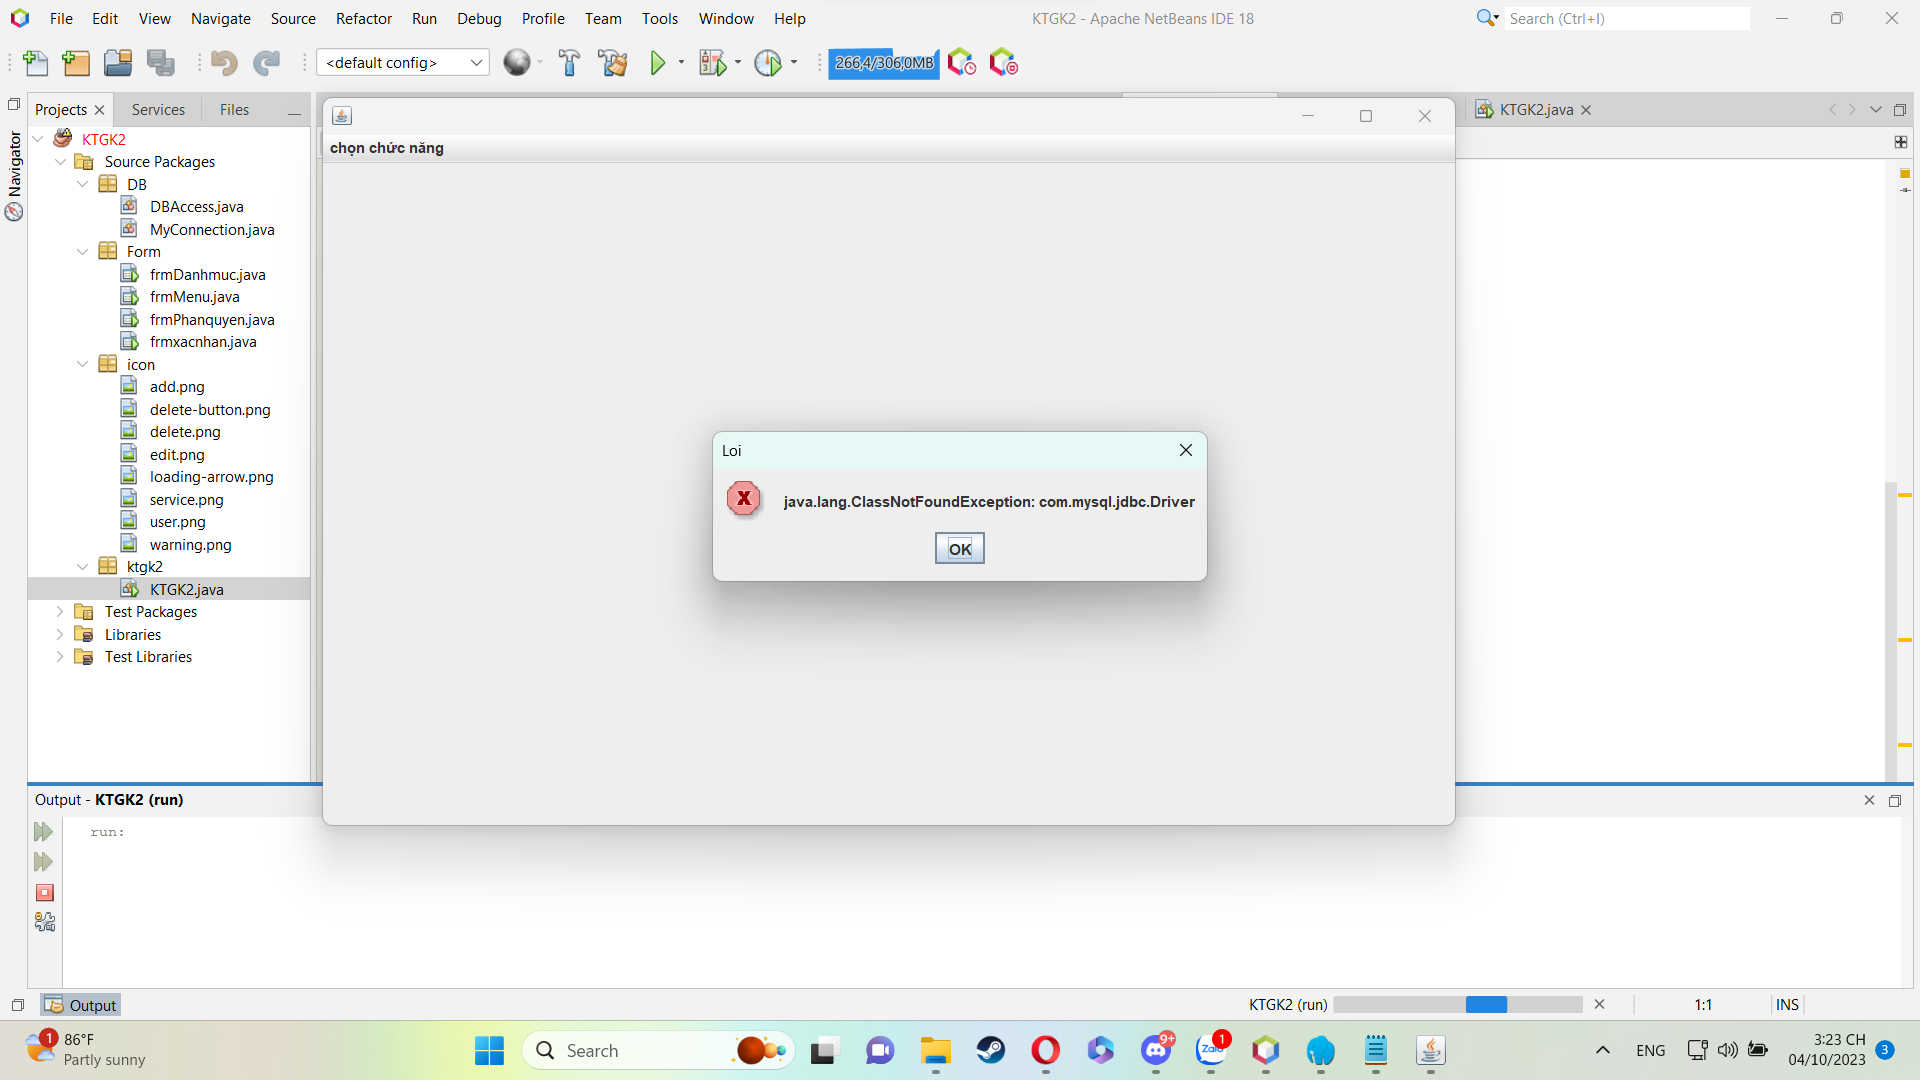 File Edit View Navigate Source Refactor Run Debug Profile Team Tools Window Help
KTGK2 - Apache NetBeans IDE 18
Search (Ctrl+I)
<default config>
266,4/306,0MB
Projects
Services
Files
KTGK2.java
Navigator
KTGK2
Source Packages
DB
DBAccess.java
MyConnection.java
Form
frmDanhmuc.java
frmMenu.java
frmPhanquyen.java
frmxacnhan.java
icon
add.png
delete-button.png
delete.png
edit.png
loading-arrow.png
service.png
user.png
warning.png
ktgk2
KTGK2.java
Test Packages
Libraries
Test Libraries
chọn chức năng
Loi
java.lang.ClassNotFoundException: com.mysql.jdbc.Driver
OK
Output - KTGK2 (run)
run:
Output
KTGK2 (run)
1:1
INS
1
86°F
Partly sunny
Search
9+
Zalo
1
ENG
3:23 CH
04/10/2023
3